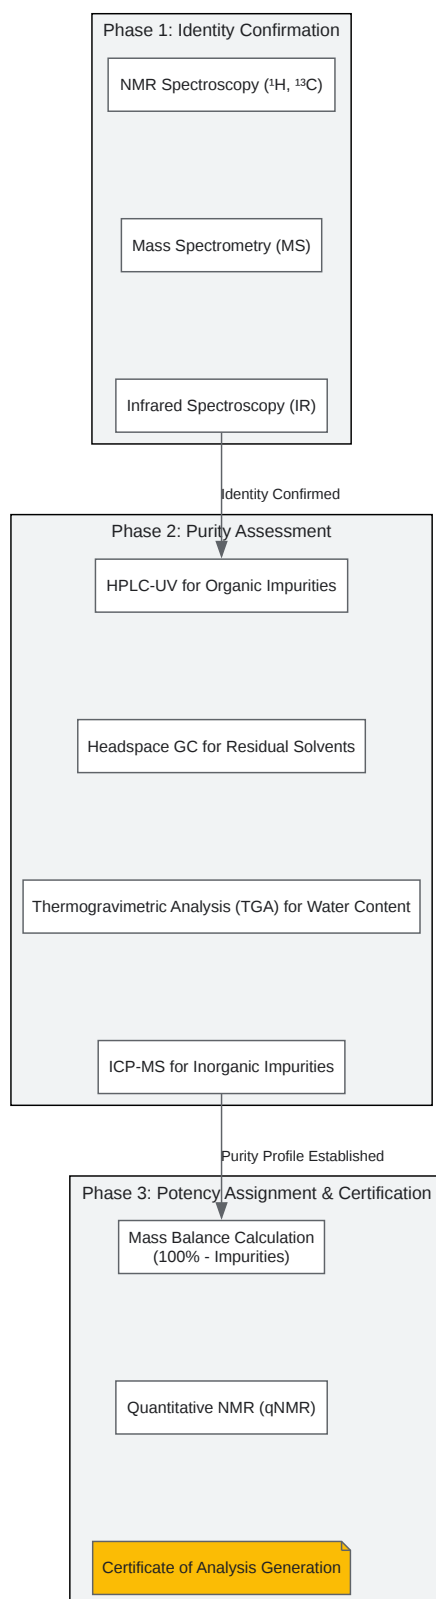 Phase 1: Identity Confirmation
NMR Spectroscopy (¹H, ¹³C)
Mass Spectrometry (MS)
Infrared Spectroscopy (IR)
Identity Confirmed
Phase 2: Purity Assessment
HPLC-UV for Organic Impurities
Headspace GC for Residual Solvents
Thermogravimetric Analysis (TGA) for Water Content
ICP-MS for Inorganic Impurities
Purity Profile Established
Phase 3: Potency Assignment & Certification
Mass Balance Calculation
(100% - Impurities)
Quantitative NMR (qNMR)
Certificate of Analysis Generation